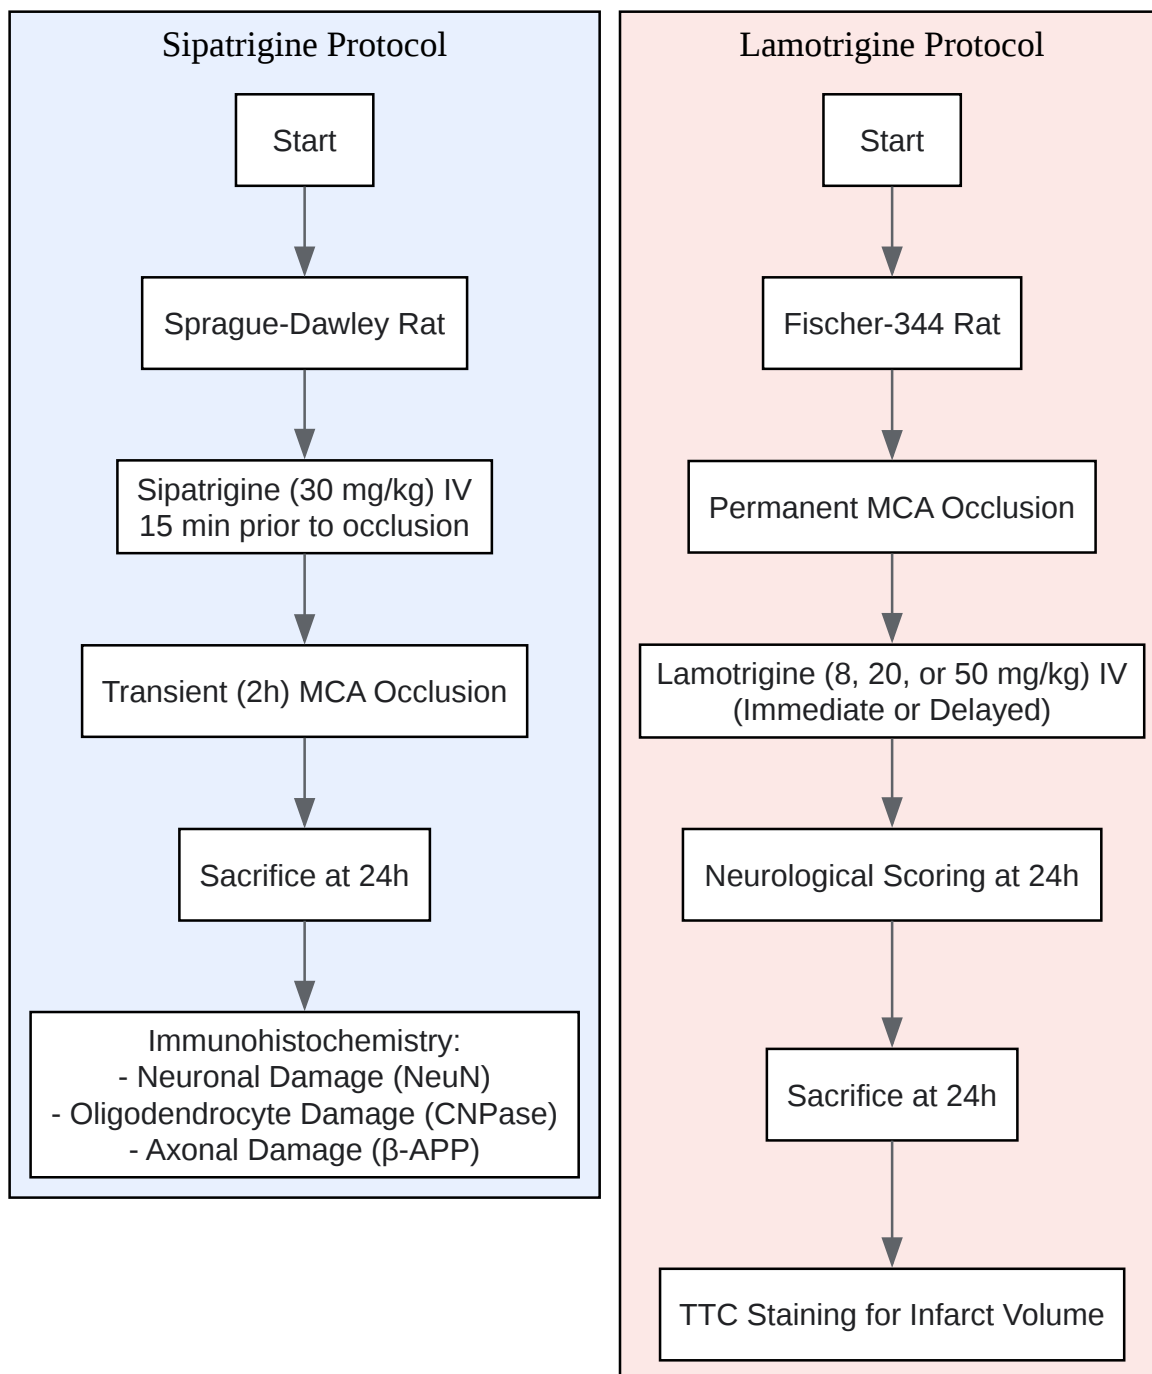 Sipatrigine Protocol
Start
Sprague-Dawley Rat
Sipatrigine (30 mg/kg) IV
15 min prior to occlusion
Transient (2h) MCA Occlusion
Sacrifice at 24h
Immunohistochemistry:
- Neuronal Damage (NeuN)
- Oligodendrocyte Damage (CNPase)
- Axonal Damage (β-APP)
Lamotrigine Protocol
Start
Fischer-344 Rat
Permanent MCA Occlusion
Lamotrigine (8, 20, or 50 mg/kg) IV
(Immediate or Delayed)
Neurological Scoring at 24h
Sacrifice at 24h
TTC Staining for Infarct Volume